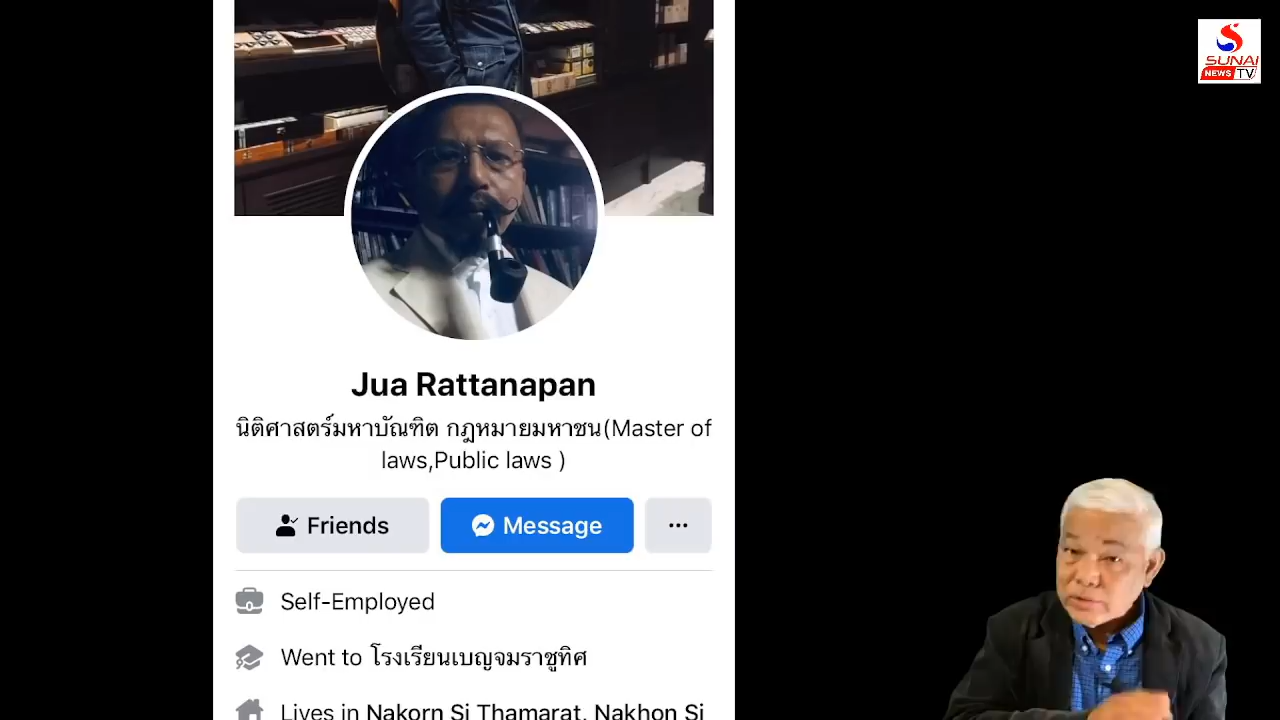 SUNAI
NEWS TV
Jua Rattanapan
นิติศาสตร์มหาบัณฑิต กฎหมายมหาชน(Master of
laws,Public laws )
Friends
Message
Self-Employed
Went to โรงเรียนเบญจมราชูทิศ
Lives in Nakorn Si Thamarat, Nakhon Si